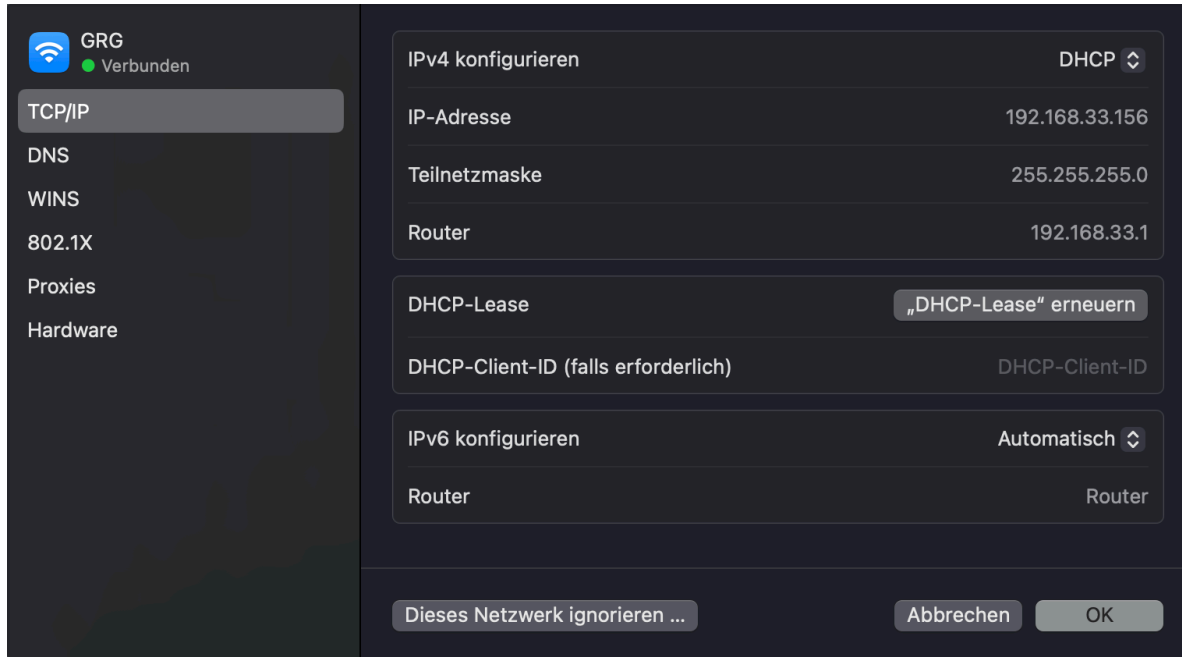 GRG
Verbunden
TCP/IP
DNS
WINS
802.1X
Proxies
Hardware
IPv4 konfigurieren DHCP
IP-Adresse 192.168.33.156
Teilnetzmaske 255.255.255.0
Router 192.168.33.1
DHCP-Lease „DHCP-Lease“ erneuern
DHCP-Client-ID (falls erforderlich) DHCP-Client-ID
IPv6 konfigurieren Automatisch
Router Router
Dieses Netzwerk ignorieren ... Abbrechen OK